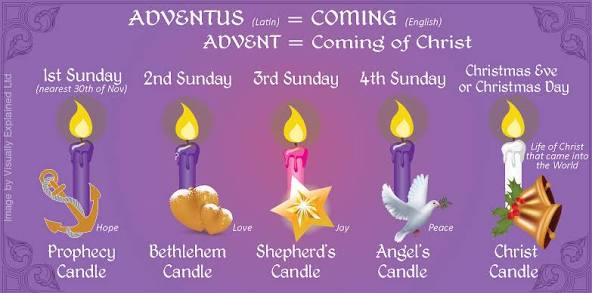 ADVENTUS (Latin) = COMING (English)
ADVENT = Coming of Christ
1st Sunday
(nearest 30th of Nov)
2nd Sunday
3rd Sunday
4th Sunday
Christmas Eve
or Christmas Day
Life of Christ
that came into
the World
Hope
Love
Joy
Peace
Prophecy
Candle
Bethlehem
Candle
Shepherd's
Candle
Angel's
Candle
Christ
Candle
Image by Visually Explained Ltd